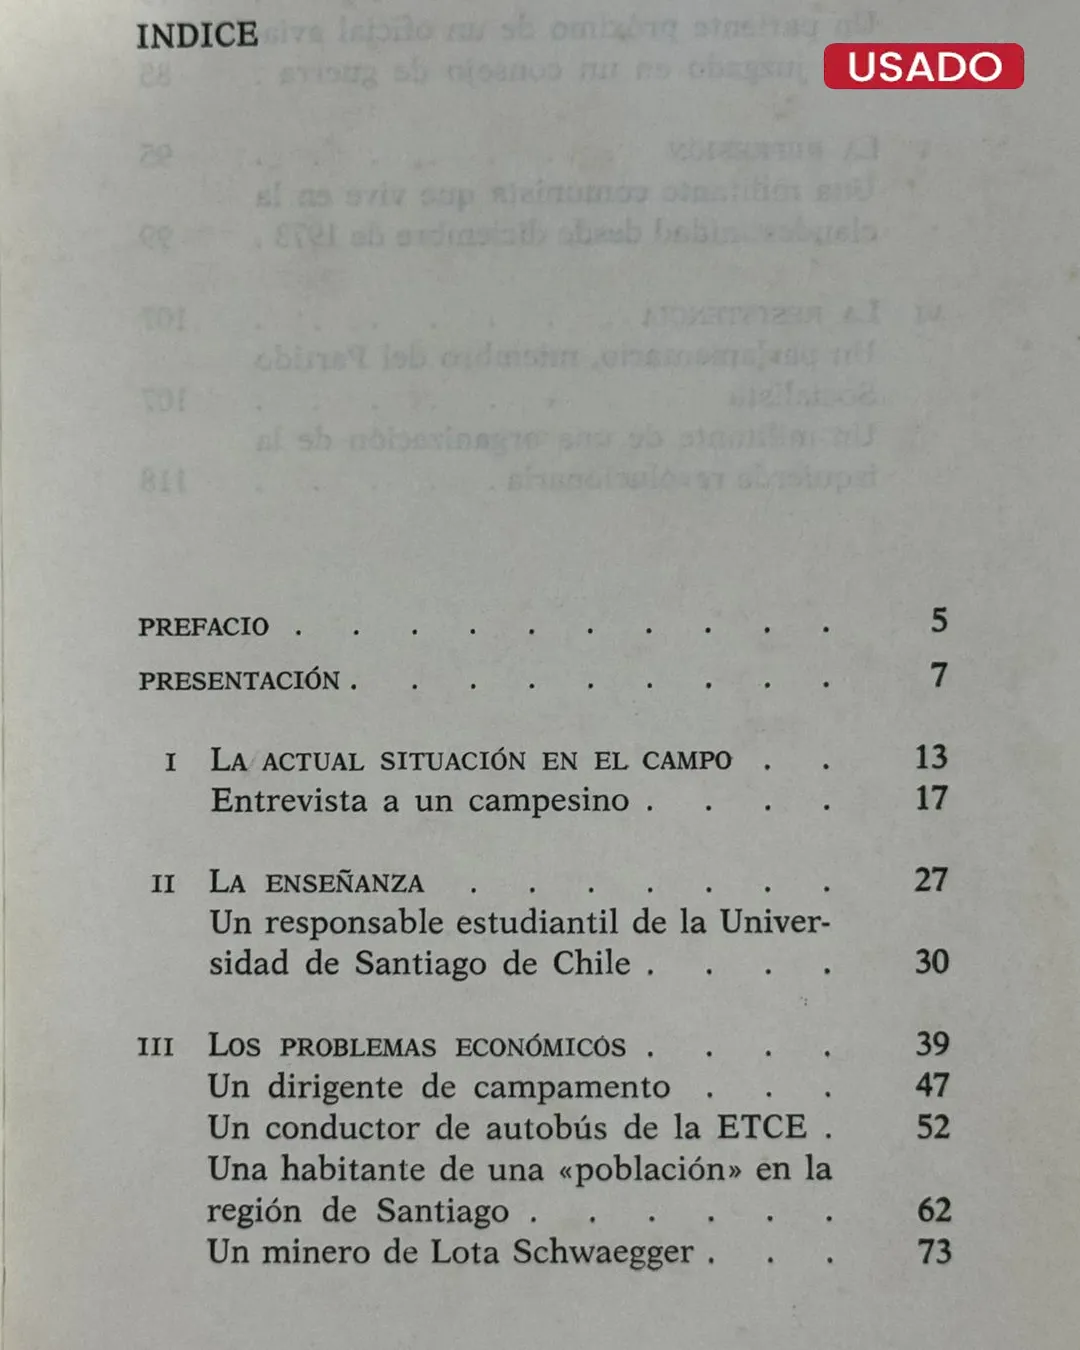 INDICE
USADO
PREFACIO . . . . . . . . . . 5
PRESENTACIÓN . . . . . . . . . 7
I LA ACTUAL SITUACIÓN EN EL CAMPO . . 13
Entrevista a un campesino . . . . 17
II LA ENSEÑANZA . . . . . . . 27
Un responsable estudiantil de la Univer-
sidad de Santiago de Chile . . . . 30
III LOS PROBLEMAS ECONÓMICOS . . . . 39
Un dirigente de campamento . . . 47
Un conductor de autobús de la ETCE . 52
Una habitante de una «población» en la
región de Santiago . . . . . . 62
Un minero de Lota Schwaegger . . . 73